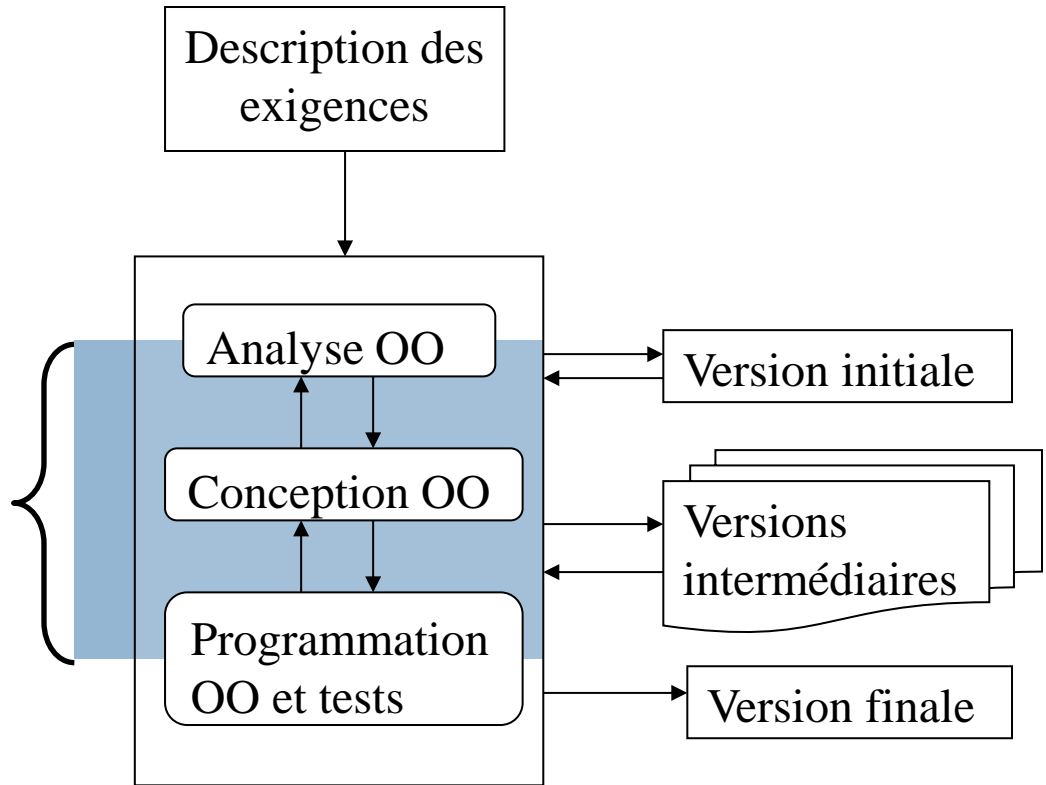 Description des
exigences
Analyse OO
Version initiale
Conception OO
Versions
intermédiaires
Programmation
OO et tests
Version finale